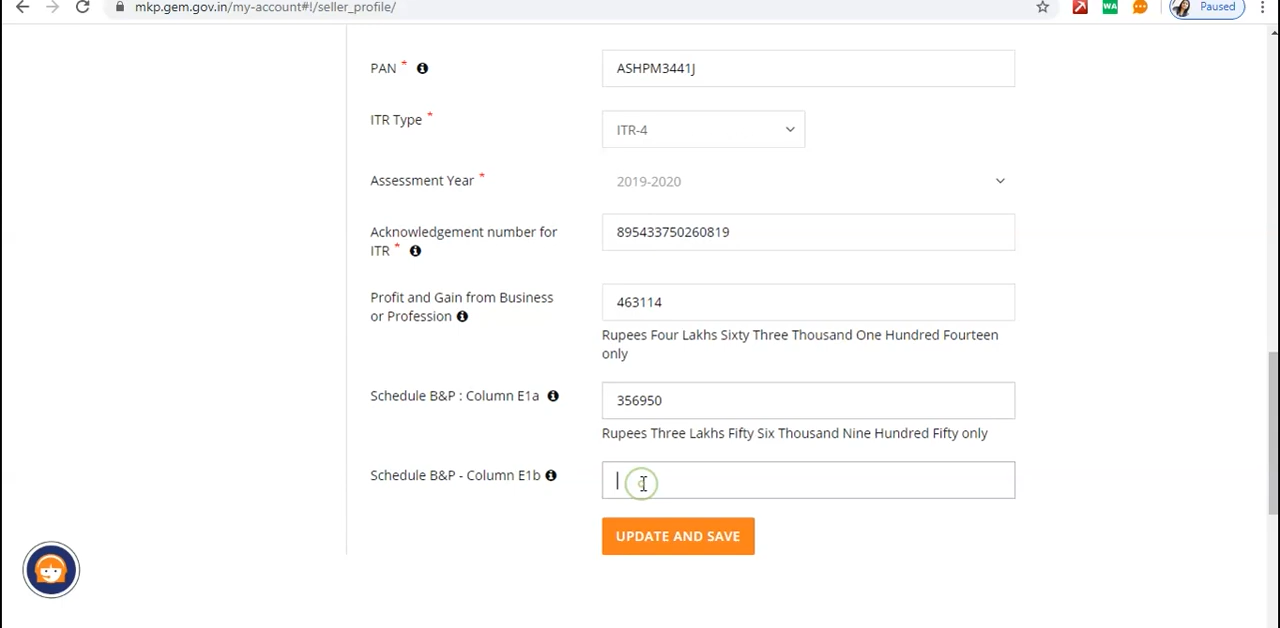 mkp.gem.gov.in/my-account#!/seller_profile/
WA
Paused
PAN *
ASHPM3441J
ITR Type *
ITR-4
Assessment Year *
2019-2020
Acknowledgement number for
ITR *
895433750260819
Profit and Gain from Business
or Profession
463114
Rupees Four Lakhs Sixty Three Thousand One Hundred Fourteen
only
Schedule B&P : Column E1a
356950
Rupees Three Lakhs Fifty Six Thousand Nine Hundred Fifty only
Schedule B&P - Column E1b
UPDATE AND SAVE